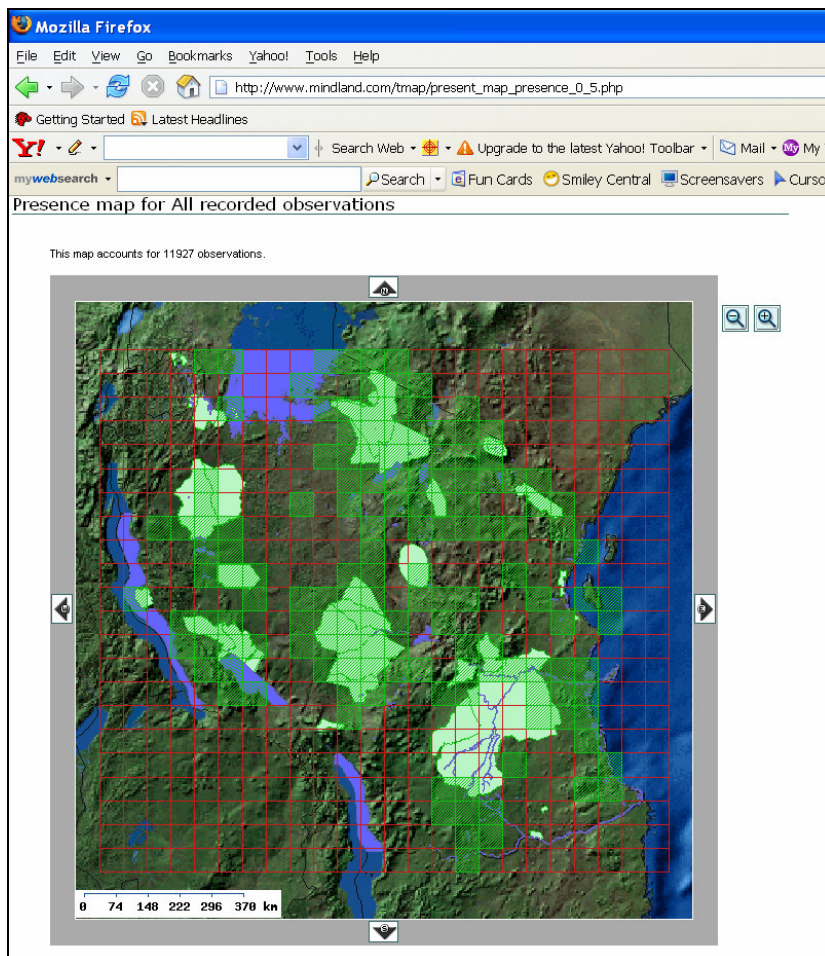 Mozilla Firefox
File Edit View Go Bookmarks Yahoo! Tools Help
http://www.mindland.com/tmap/present_map_presence_0_5.php
Getting Started Latest Headlines
Y! Search Web Upgrade to the latest Yahoo! Toolbar Mail My
mywebsearch Search Fun Cards Smiley Central Screensavers Curso
Presence map for All recorded observations
This map accounts for 11927 observations.
N
E
0 74 148 222 296 370 km
S